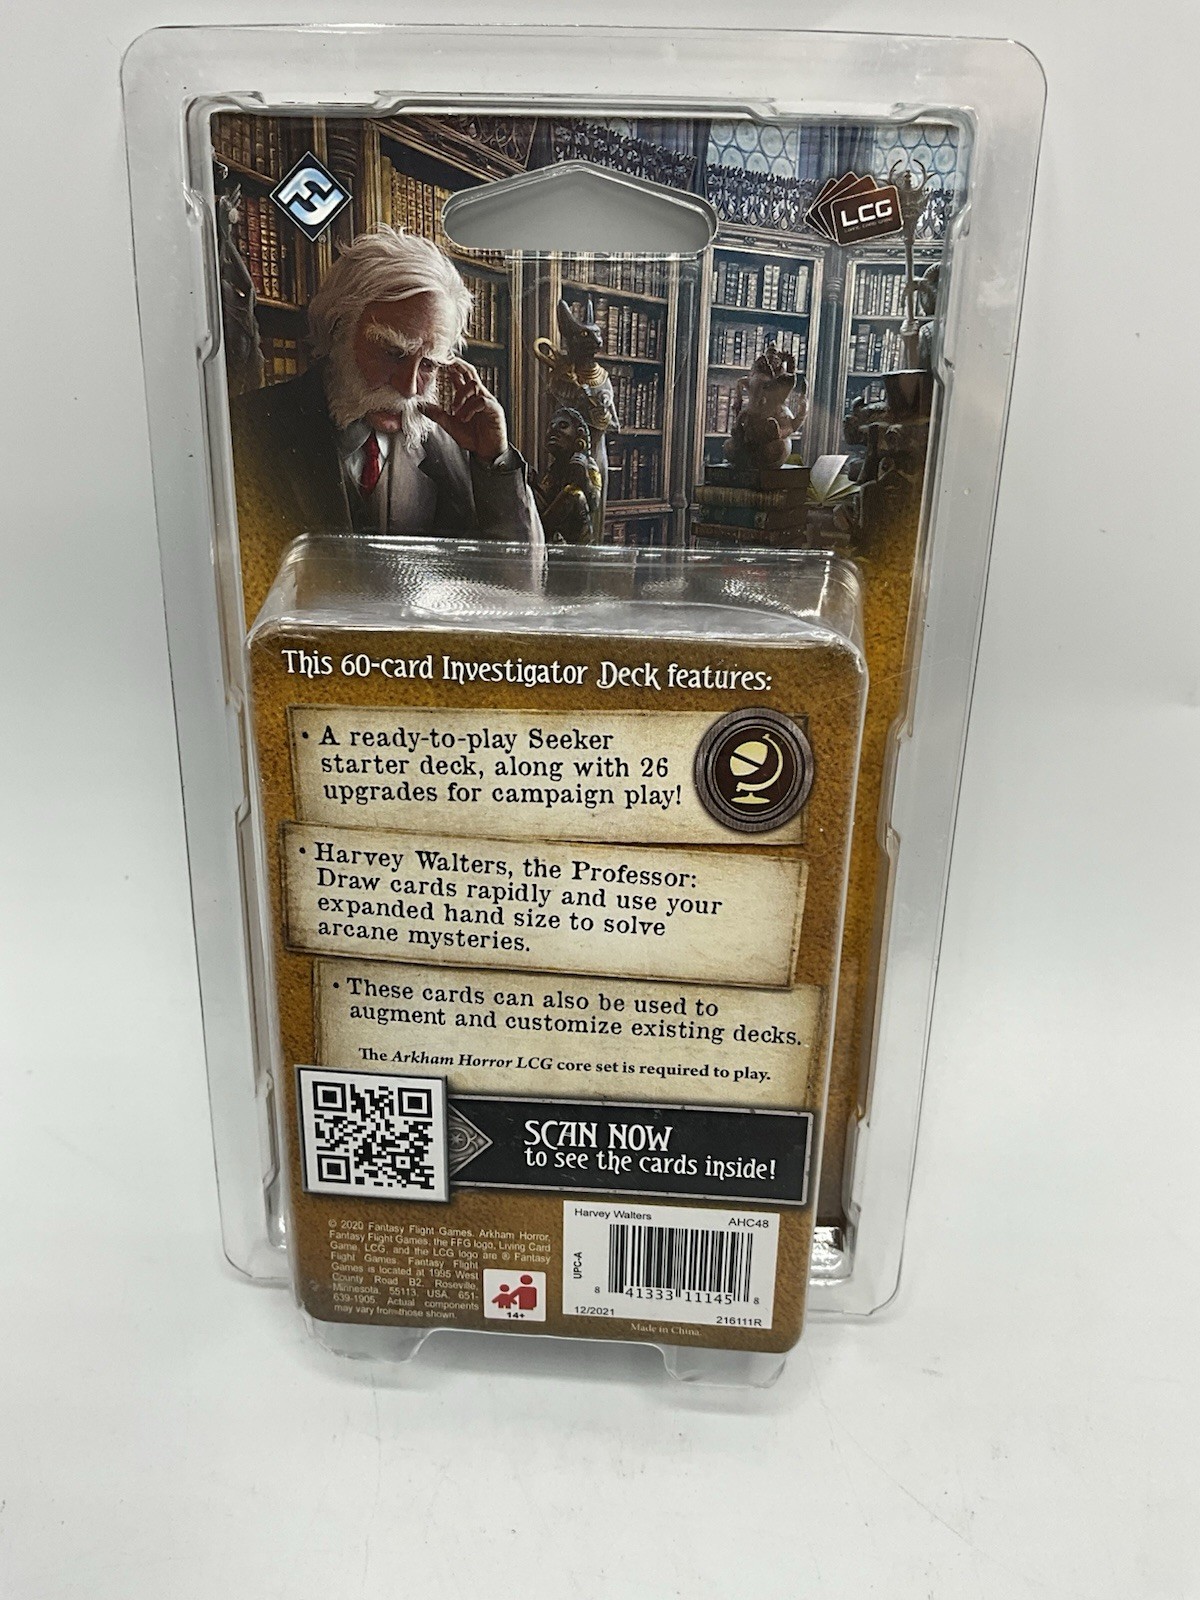 LCG
This 60-card Investigator Deck features:
• A ready-to-play Seeker
starter deck, along with 26
upgrades for campaign play!
• Harvey Walters, the Professor:
Draw cards rapidly and use your
expanded hand size to solve
arcane mysteries.
• These cards can also be used to
augment and customize existing decks.
The Arkham Horror LCG core set is required to play.
SCAN NOW
to see the cards inside!
© 2020 Fantasy Flight Games. Arkham Horror,
Fantasy Flight Games, the FFG logo, Living Card
Game, LCG, and the LCG logo are ® Fantasy
Flight Games. Fantasy Flight
Games is located at 1995 West
County Road B2, Roseville,
Minnesota, 55113, USA, 651-
639-1905. Actual components
may vary from those shown.
14+
Harvey Walters
AHC48
UPC-A
8 41333 11145 8
12/2021
216111R
Made in China.